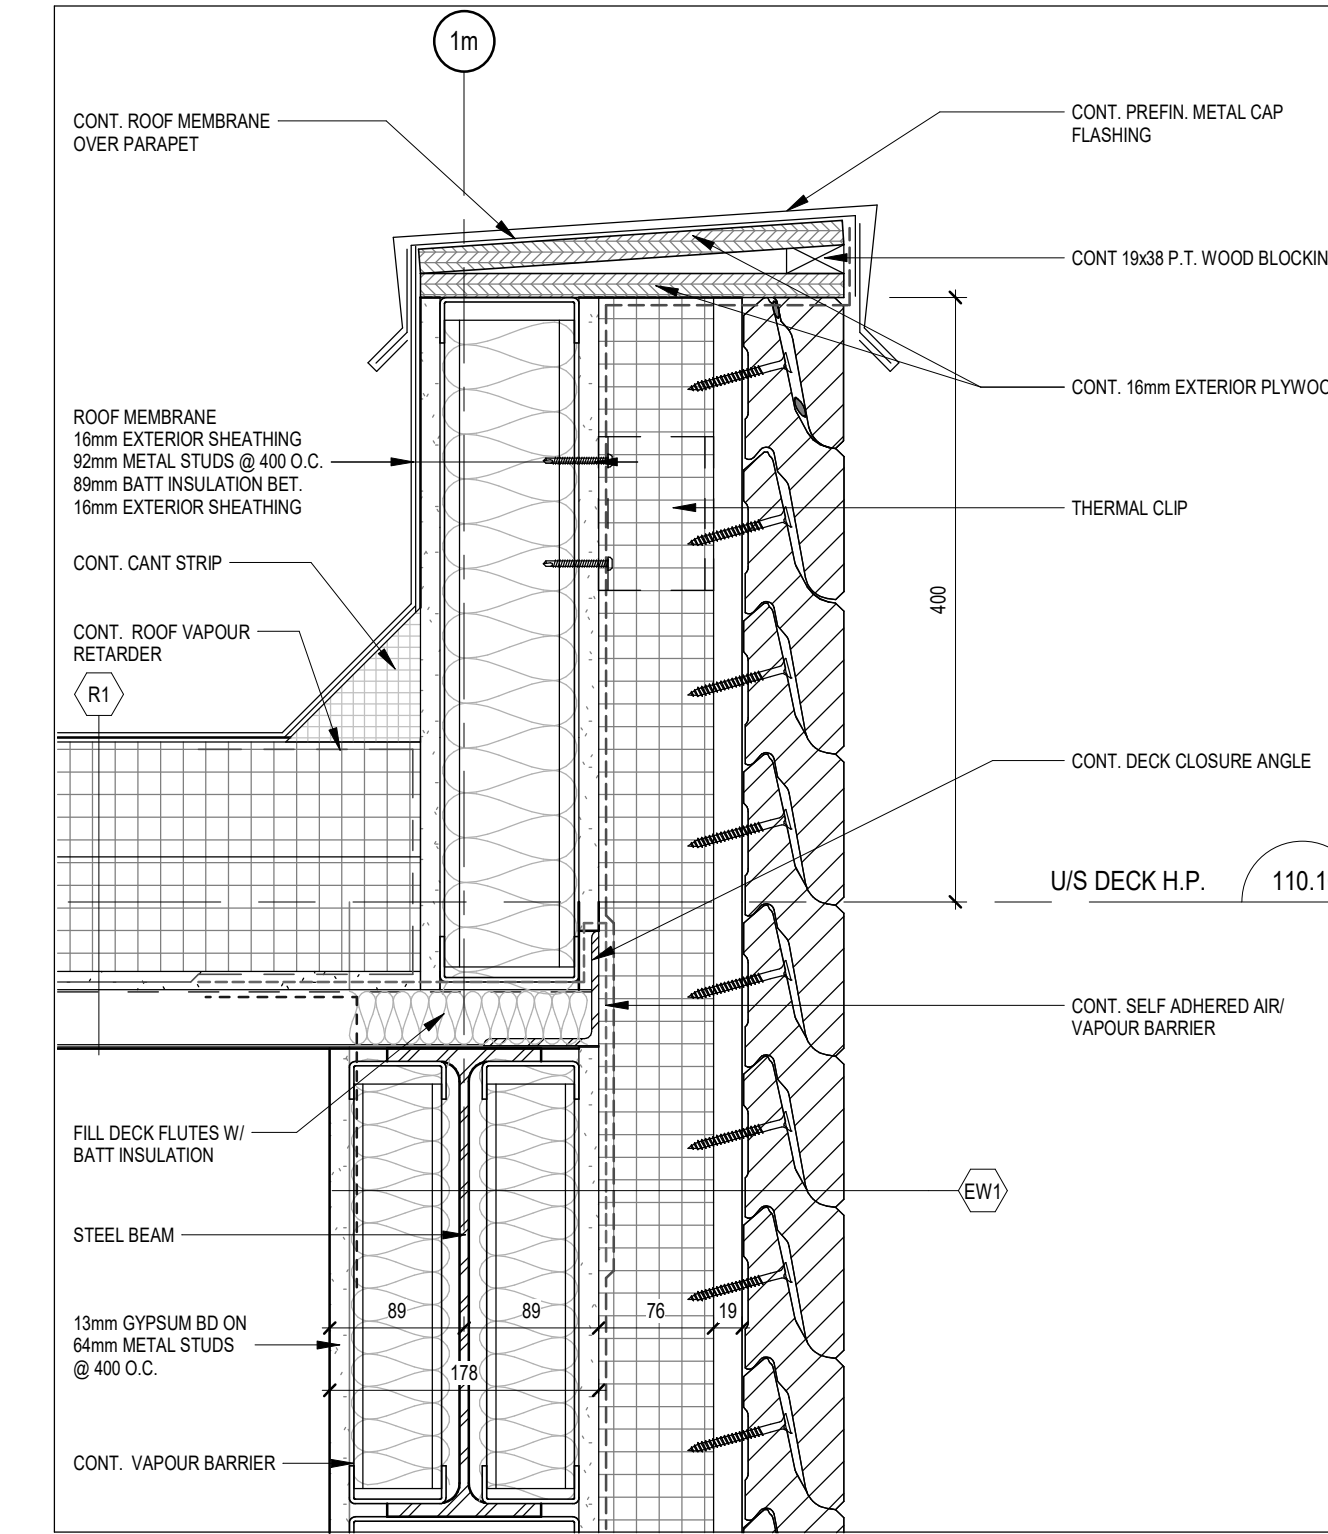 1m
CONT. ROOF MEMBRANE
OVER PARAPET
CONT. PREFIN. METAL CAP
FLASHING
CONT 19x38 P.T. WOOD BLOCKIN
CONT. 16mm EXTERIOR PLYWOO
ROOF MEMBRANE
16mm EXTERIOR SHEATHING
92mm METAL STUDS @ 400 O.C.
89mm BATT INSULATION BET.
16mm EXTERIOR SHEATHING
THERMAL CLIP
CONT. CANT STRIP
400
CONT. ROOF VAPOUR
RETARDER
R1
CONT. DECK CLOSURE ANGLE
U/S DECK H.P.
110.1
CONT. SELF ADHERED AIR/
VAPOUR BARRIER
FILL DECK FLUTES W/
BATT INSULATION
EW1
STEEL BEAM
89
89
76
19
13mm GYPSUM BD ON
64mm METAL STUDS
@ 400 O.C.
178
CONT. VAPOUR BARRIER